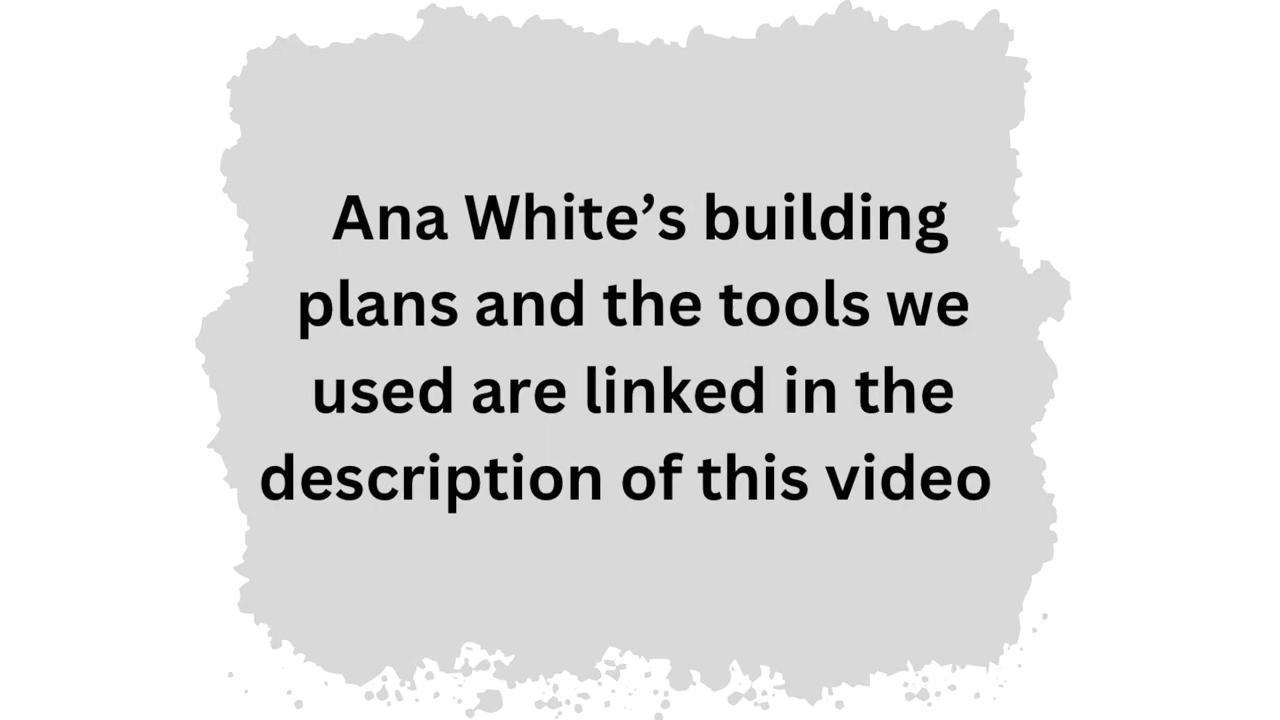 Ana White’s building
plans and the tools we
used are linked in the
description of this video